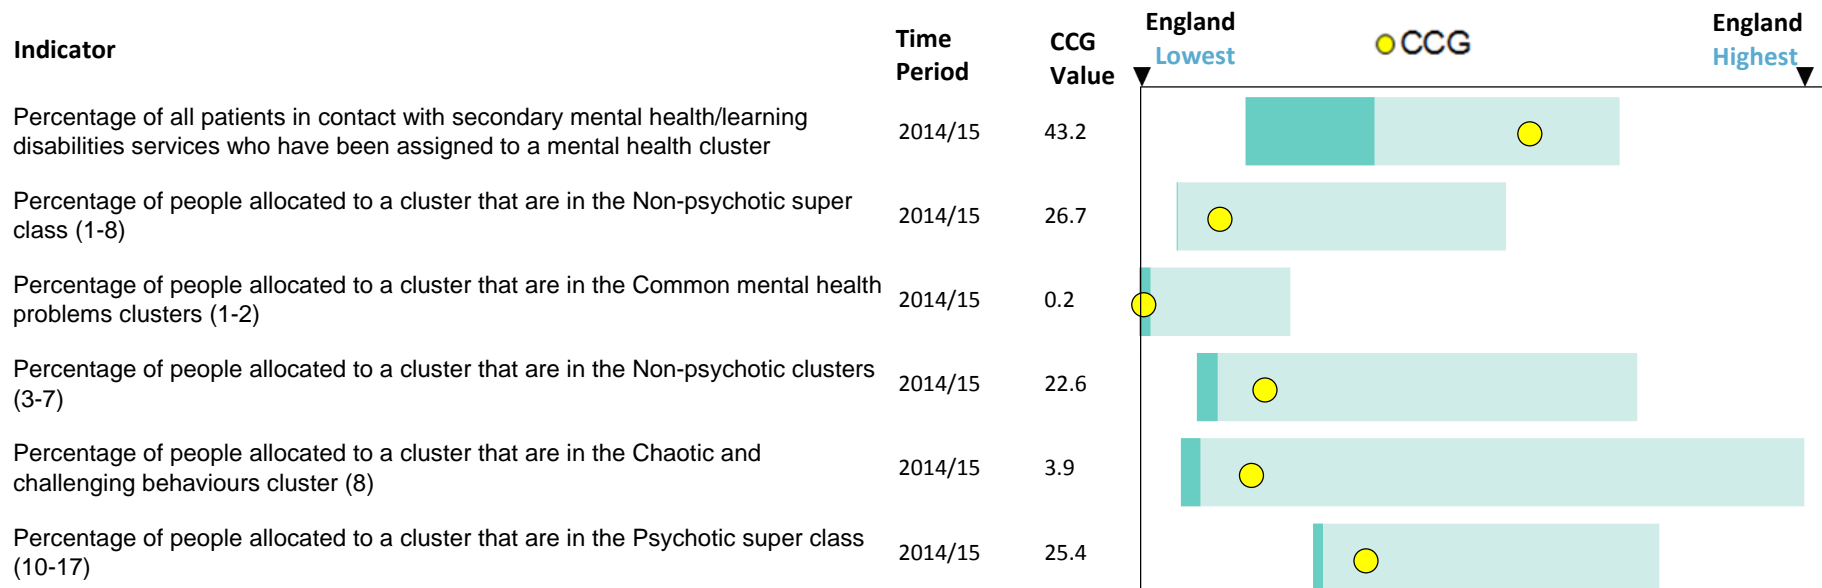 Indicator
Time
Period
CCG
Value
England
Lowest
CCG
England
Highest
Percentage of all patients in contact with secondary mental health/learning
disabilities services who have been assigned to a mental health cluster
2014/15
43.2
Percentage of people allocated to a cluster that are in the Non-psychotic super
class (1-8)
2014/15
26.7
Percentage of people allocated to a cluster that are in the Common mental health
problems clusters (1-2)
2014/15
0.2
Percentage of people allocated to a cluster that are in the Non-psychotic clusters
(3-7)
2014/15
22.6
Percentage of people allocated to a cluster that are in the Chaotic and
challenging behaviours cluster (8)
2014/15
3.9
Percentage of people allocated to a cluster that are in the Psychotic super class
(10-17)
2014/15
25.4